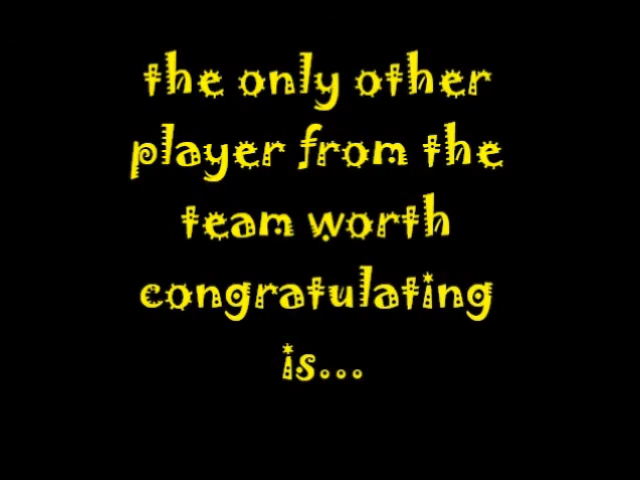 the only other
player from the
team worth
congratulating
is...